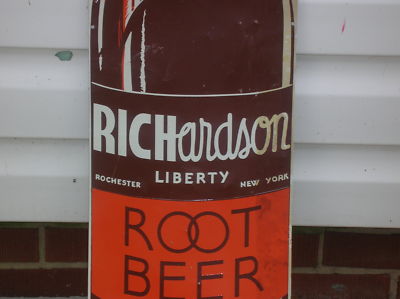 RICHardson
ROCHESTER LIBERTY NEW YORK
ROOT
BEER